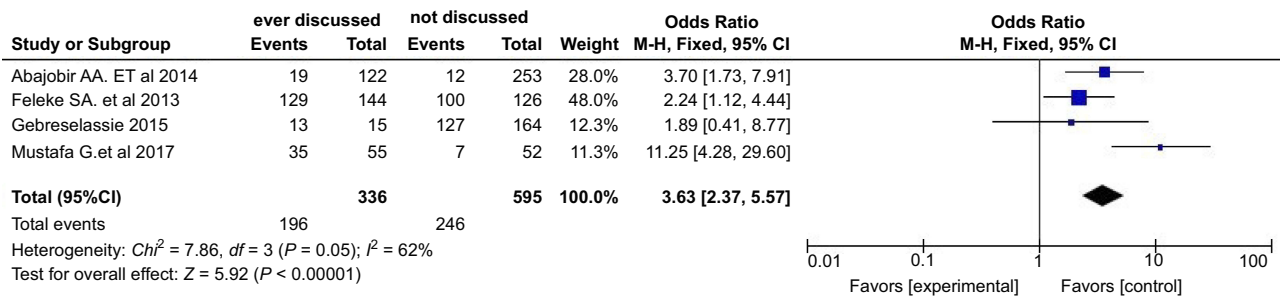 ever discussed not discussed Odds Ratio Odds Ratio
Study or Subgroup Events Total Events Total Weight M-H, Fixed, 95% CI M-H, Fixed, 95% CI
Abajobir AA. ET al 2014 19 122 12 253 28.0% 3.70 [1.73, 7.91]
Feleke SA. et al 2013 129 144 100 126 48.0% 2.24 [1.12, 4.44]
Gebreselassie 2015 13 15 127 164 12.3% 1.89 [0.41, 8.77]
Mustafa G.et al 2017 35 55 7 52 11.3% 11.25 [4.28, 29.60]
Total (95%CI) 336 595 100.0% 3.63 [2.37, 5.57]
Total events 196 246
Heterogeneity: Chi² = 7.86, df = 3 (P = 0.05); I² = 62%
Test for overall effect: Z = 5.92 (P < 0.00001)
0.01 0.1 1 10 100
Favors [experimental] Favors [control]